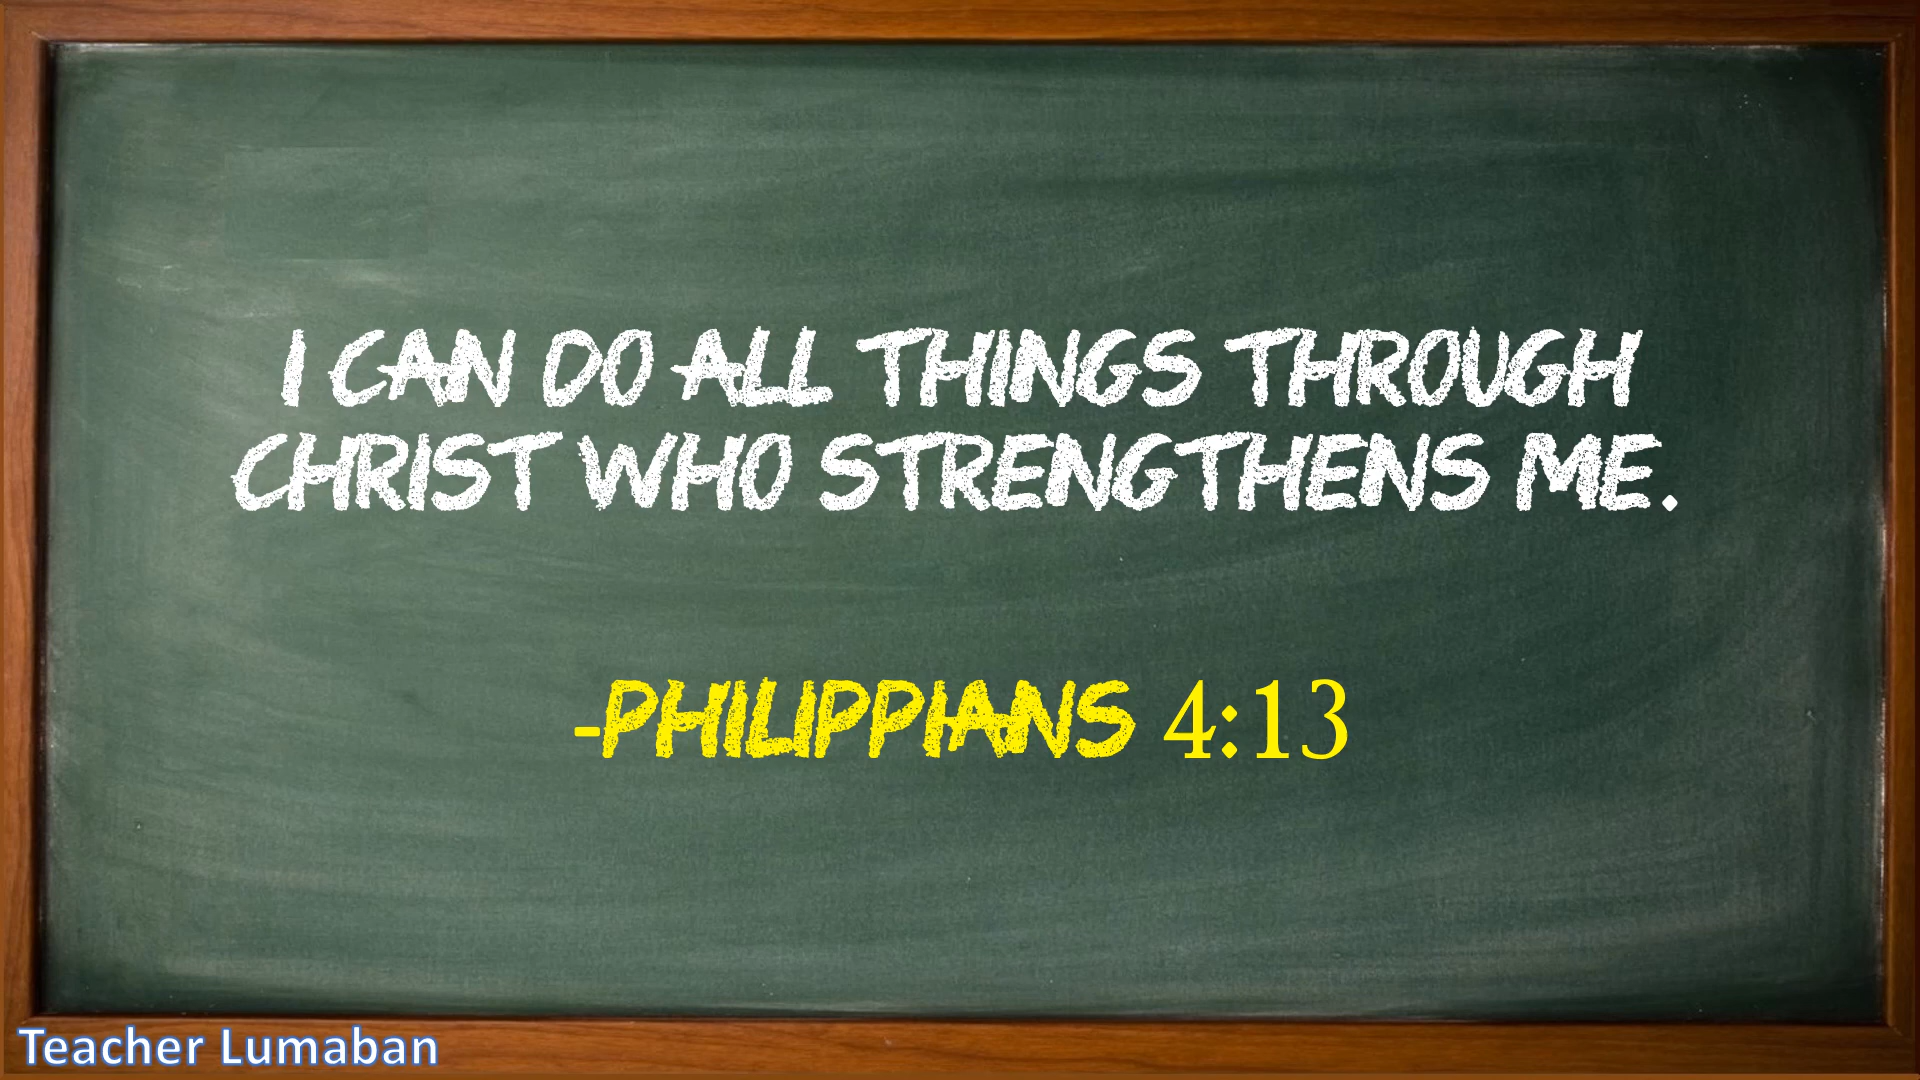 I CAN DO ALL THINGS THROUGH
CHRIST WHO STRENGTHENS ME.
-PHILIPPIANS 4:13
Teacher Lumaban